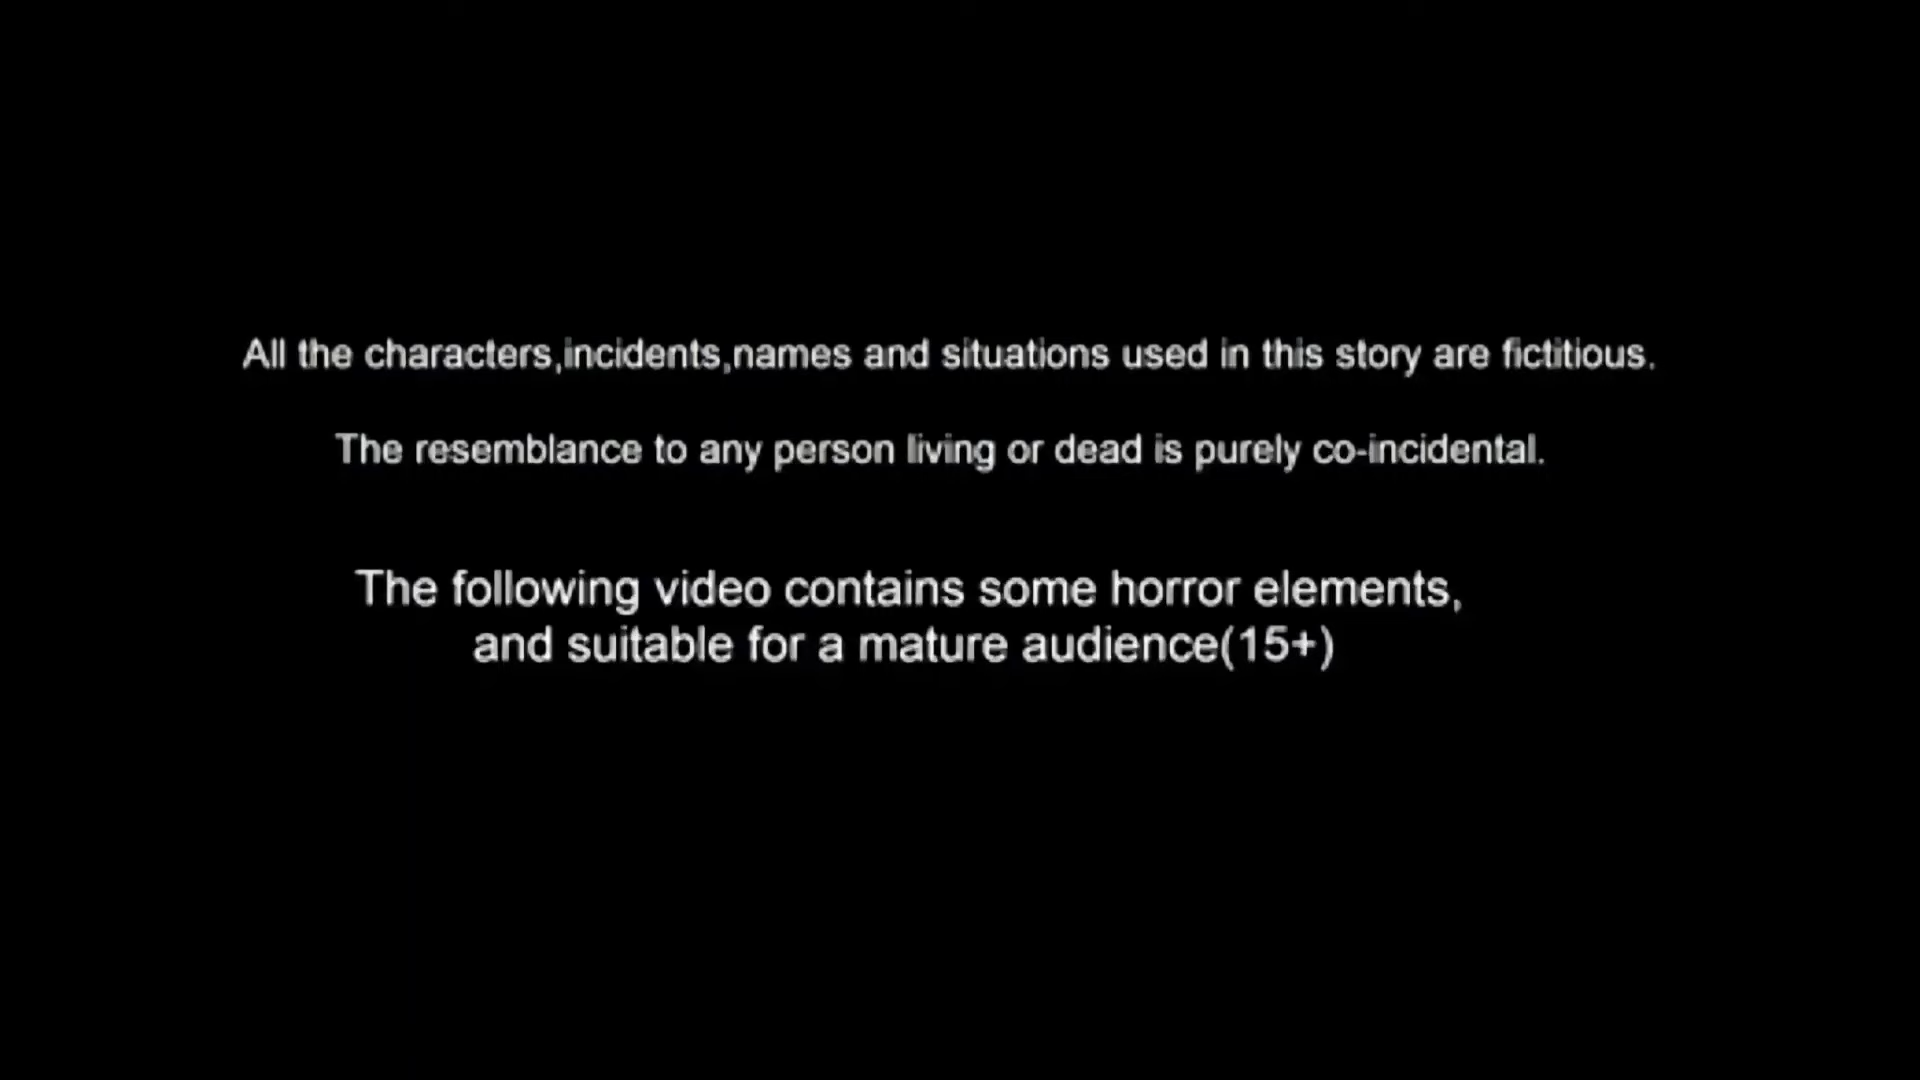 All the characters,incidents,names and situations used in this story are fictitious.
The resemblance to any person living or dead is purely co-incidental.
The following video contains some horror elements,
and suitable for a mature audience(15+)